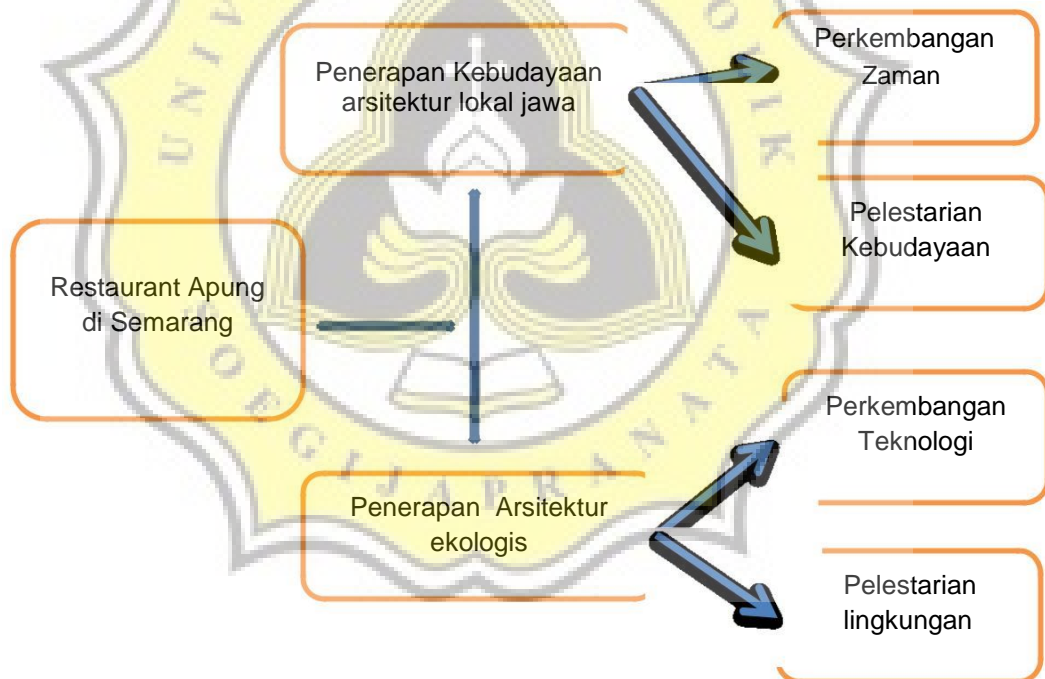 Penerapan Kebudayaan
arsitektur lokal jawa
Perkembangan
Zaman
Pelestarian
Kebudayaan
Restaurant Apung
di Semarang
Perkembangan
Teknologi
Penerapan Arsitektur
ekologis
Pelestarian
lingkungan
SOEGIJAPRANATA